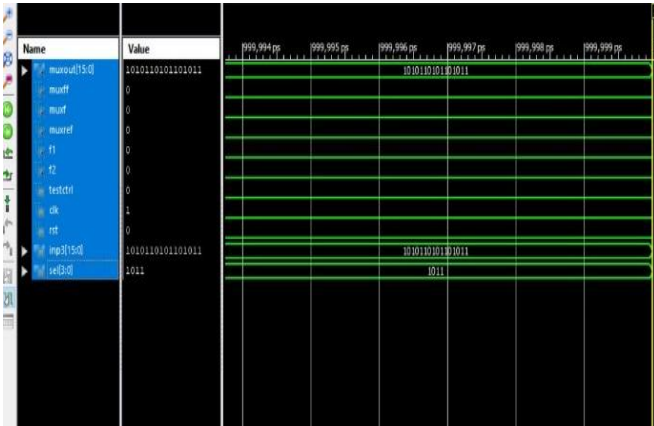 Name Value 999,994 ps 999,995 ps 999,996 ps 999,997 ps 999,998 ps 999,999 ps
muxout[15:0] 1010110101101011 1010110101101011
muxff 0
muxf 0
muxref 0
f1 0
f2 0
testctrl 0
clk 1
rst 0
inp3[15:0] 1010110101101011 1010110101101011
sel[3:0] 1011 1011